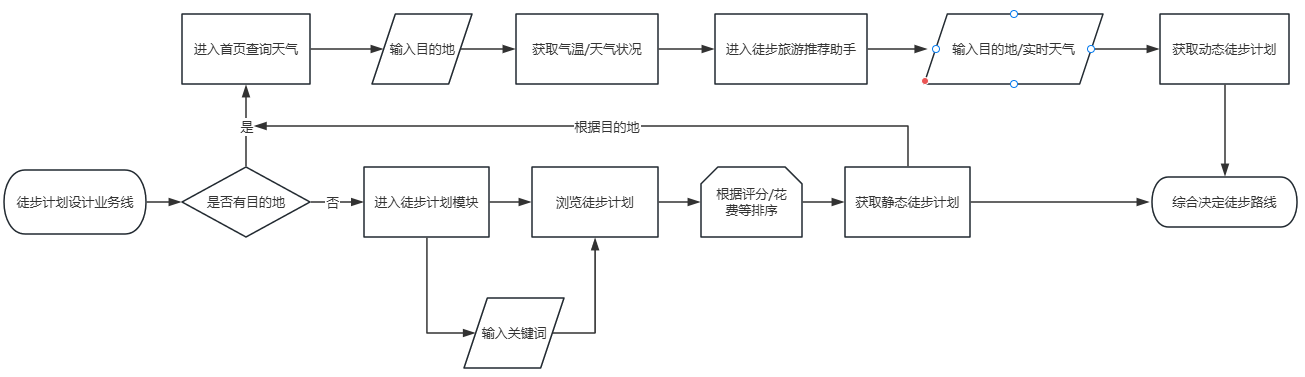 进入首页查询天气
输入目的地
获取气温/天气状况
进入徒步旅游推荐助手
输入目的地/实时天气
获取动态徒步计划
是
根据目的地
徒步计划设计业务线
是否有目的地
否
进入徒步计划模块
浏览徒步计划
根据评分/花
费等排序
获取静态徒步计划
综合决定徒步路线
输入关键词